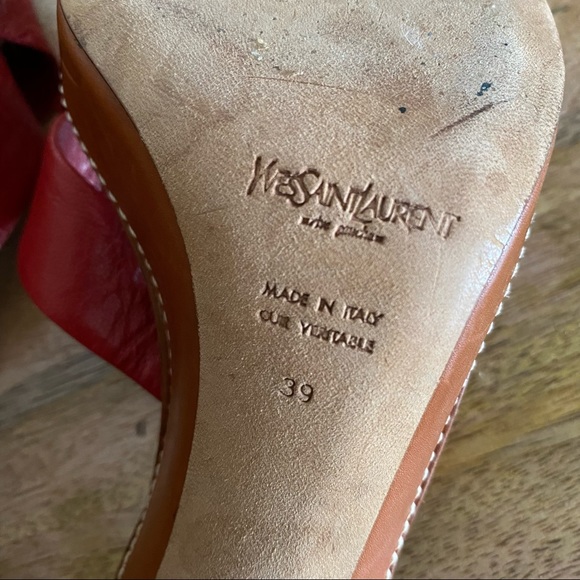 YVESSAINTLAURENT
rive gauche
MADE IN ITALY
CUIR VERITABLE
39